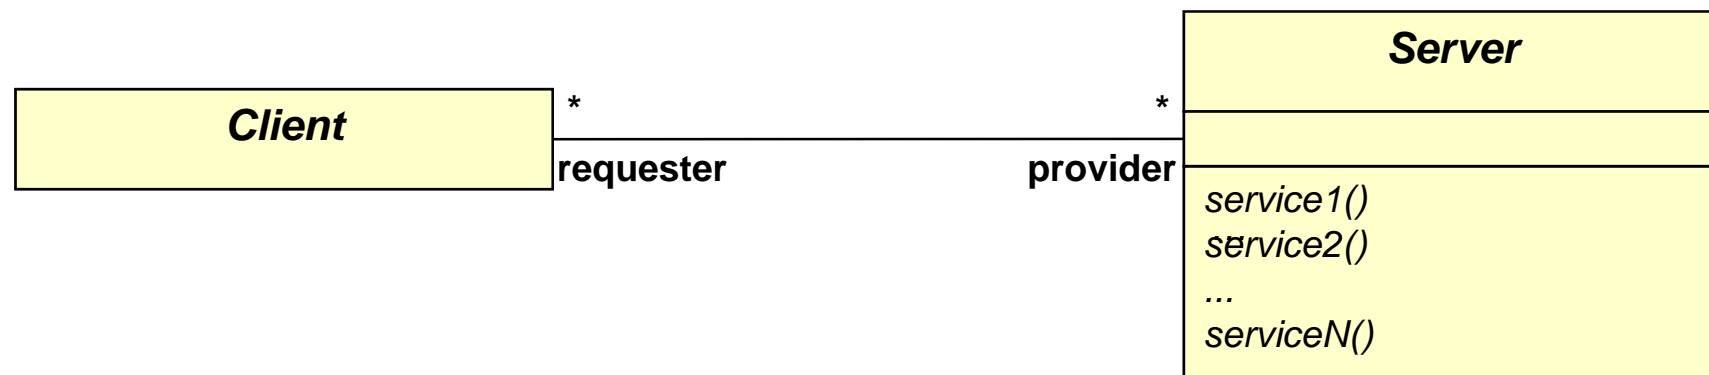 Server
Client
*
*
requester
provider
service1()
service2()
...
serviceN()